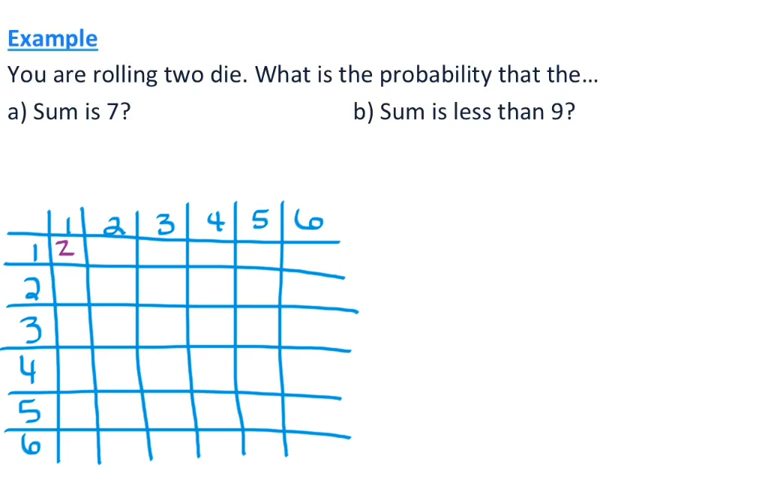 Example
You are rolling two die. What is the probability that the...
a) Sum is 7? b) Sum is less than 9?
1 2 3 4 5 6
1 2
2
3
4
5
6